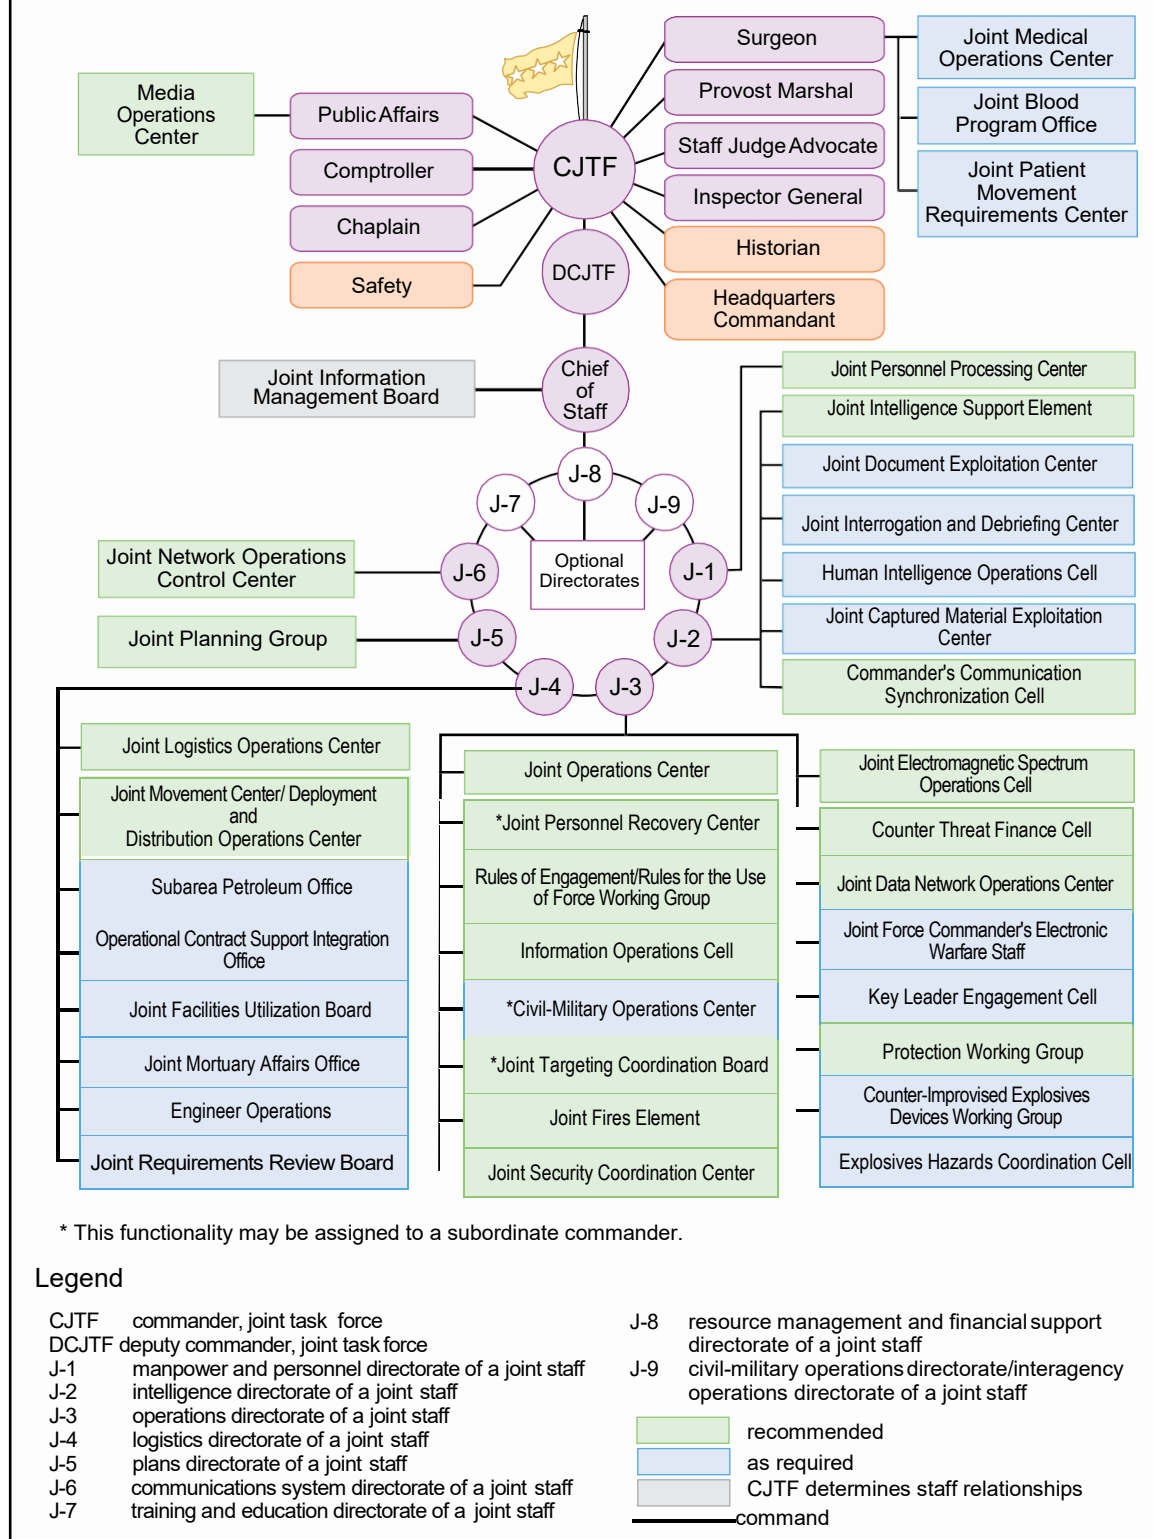 Surgeon
Joint Medical
Operations Center
Media
Operations
Center
Public Affairs
Provost Marshal
Joint Blood
Program Office
Comptroller
CJTF
Staff Judge Advocate
Joint Patient
Movement
Requirements Center
Chaplain
Inspector General
Safety
DCJTF
Historian
Headquarters
Commandant
Joint Information
Management Board
Chief
of
Staff
Joint Personnel Processing Center
Joint Intelligence Support Element
Joint Document Exploitation Center
Joint Interrogation and Debriefing Center
Human Intelligence Operations Cell
Joint Captured Material Exploitation
Center
Commander's Communication
Synchronization Cell
J-8
J-7
J-9
Optional
Directorates
Joint Network Operations
Control Center
J-6
J-1
Joint Planning Group
J-5
J-2
J-4
J-3
Joint Logistics Operations Center
Joint Movement Center/ Deployment
and
Distribution Operations Center
Subarea Petroleum Office
Operational Contract Support Integration
Office
Joint Facilities Utilization Board
Joint Mortuary Affairs Office
Engineer Operations
Joint Requirements Review Board
Joint Operations Center
*Joint Personnel Recovery Center
Rules of Engagement/Rules for the Use
of Force Working Group
Information Operations Cell
*Civil-Military Operations Center
*Joint Targeting Coordination Board
Joint Fires Element
Joint Security Coordination Center
Joint Electromagnetic Spectrum
Operations Cell
Counter Threat Finance Cell
Joint Data Network Operations Center
Joint Force Commander's Electronic
Warfare Staff
Key Leader Engagement Cell
Protection Working Group
Counter-Improvised Explosives
Devices Working Group
Explosives Hazards Coordination Cell
* This functionality may be assigned to a subordinate commander.
Legend
CJTF commander, joint task force
DCJTF deputy commander, joint task force
J-1 manpower and personnel directorate of a joint staff
J-2 intelligence directorate of a joint staff
J-3 operations directorate of a joint staff
J-4 logistics directorate of a joint staff
J-5 plans directorate of a joint staff
J-6 communications system directorate of a joint staff
J-7 training and education directorate of a joint staff
J-8 resource management and financial support
directorate of a joint staff
J-9 civil-military operations directorate/interagency
operations directorate of a joint staff
recommended
as required
CJTF determines staff relationships
command